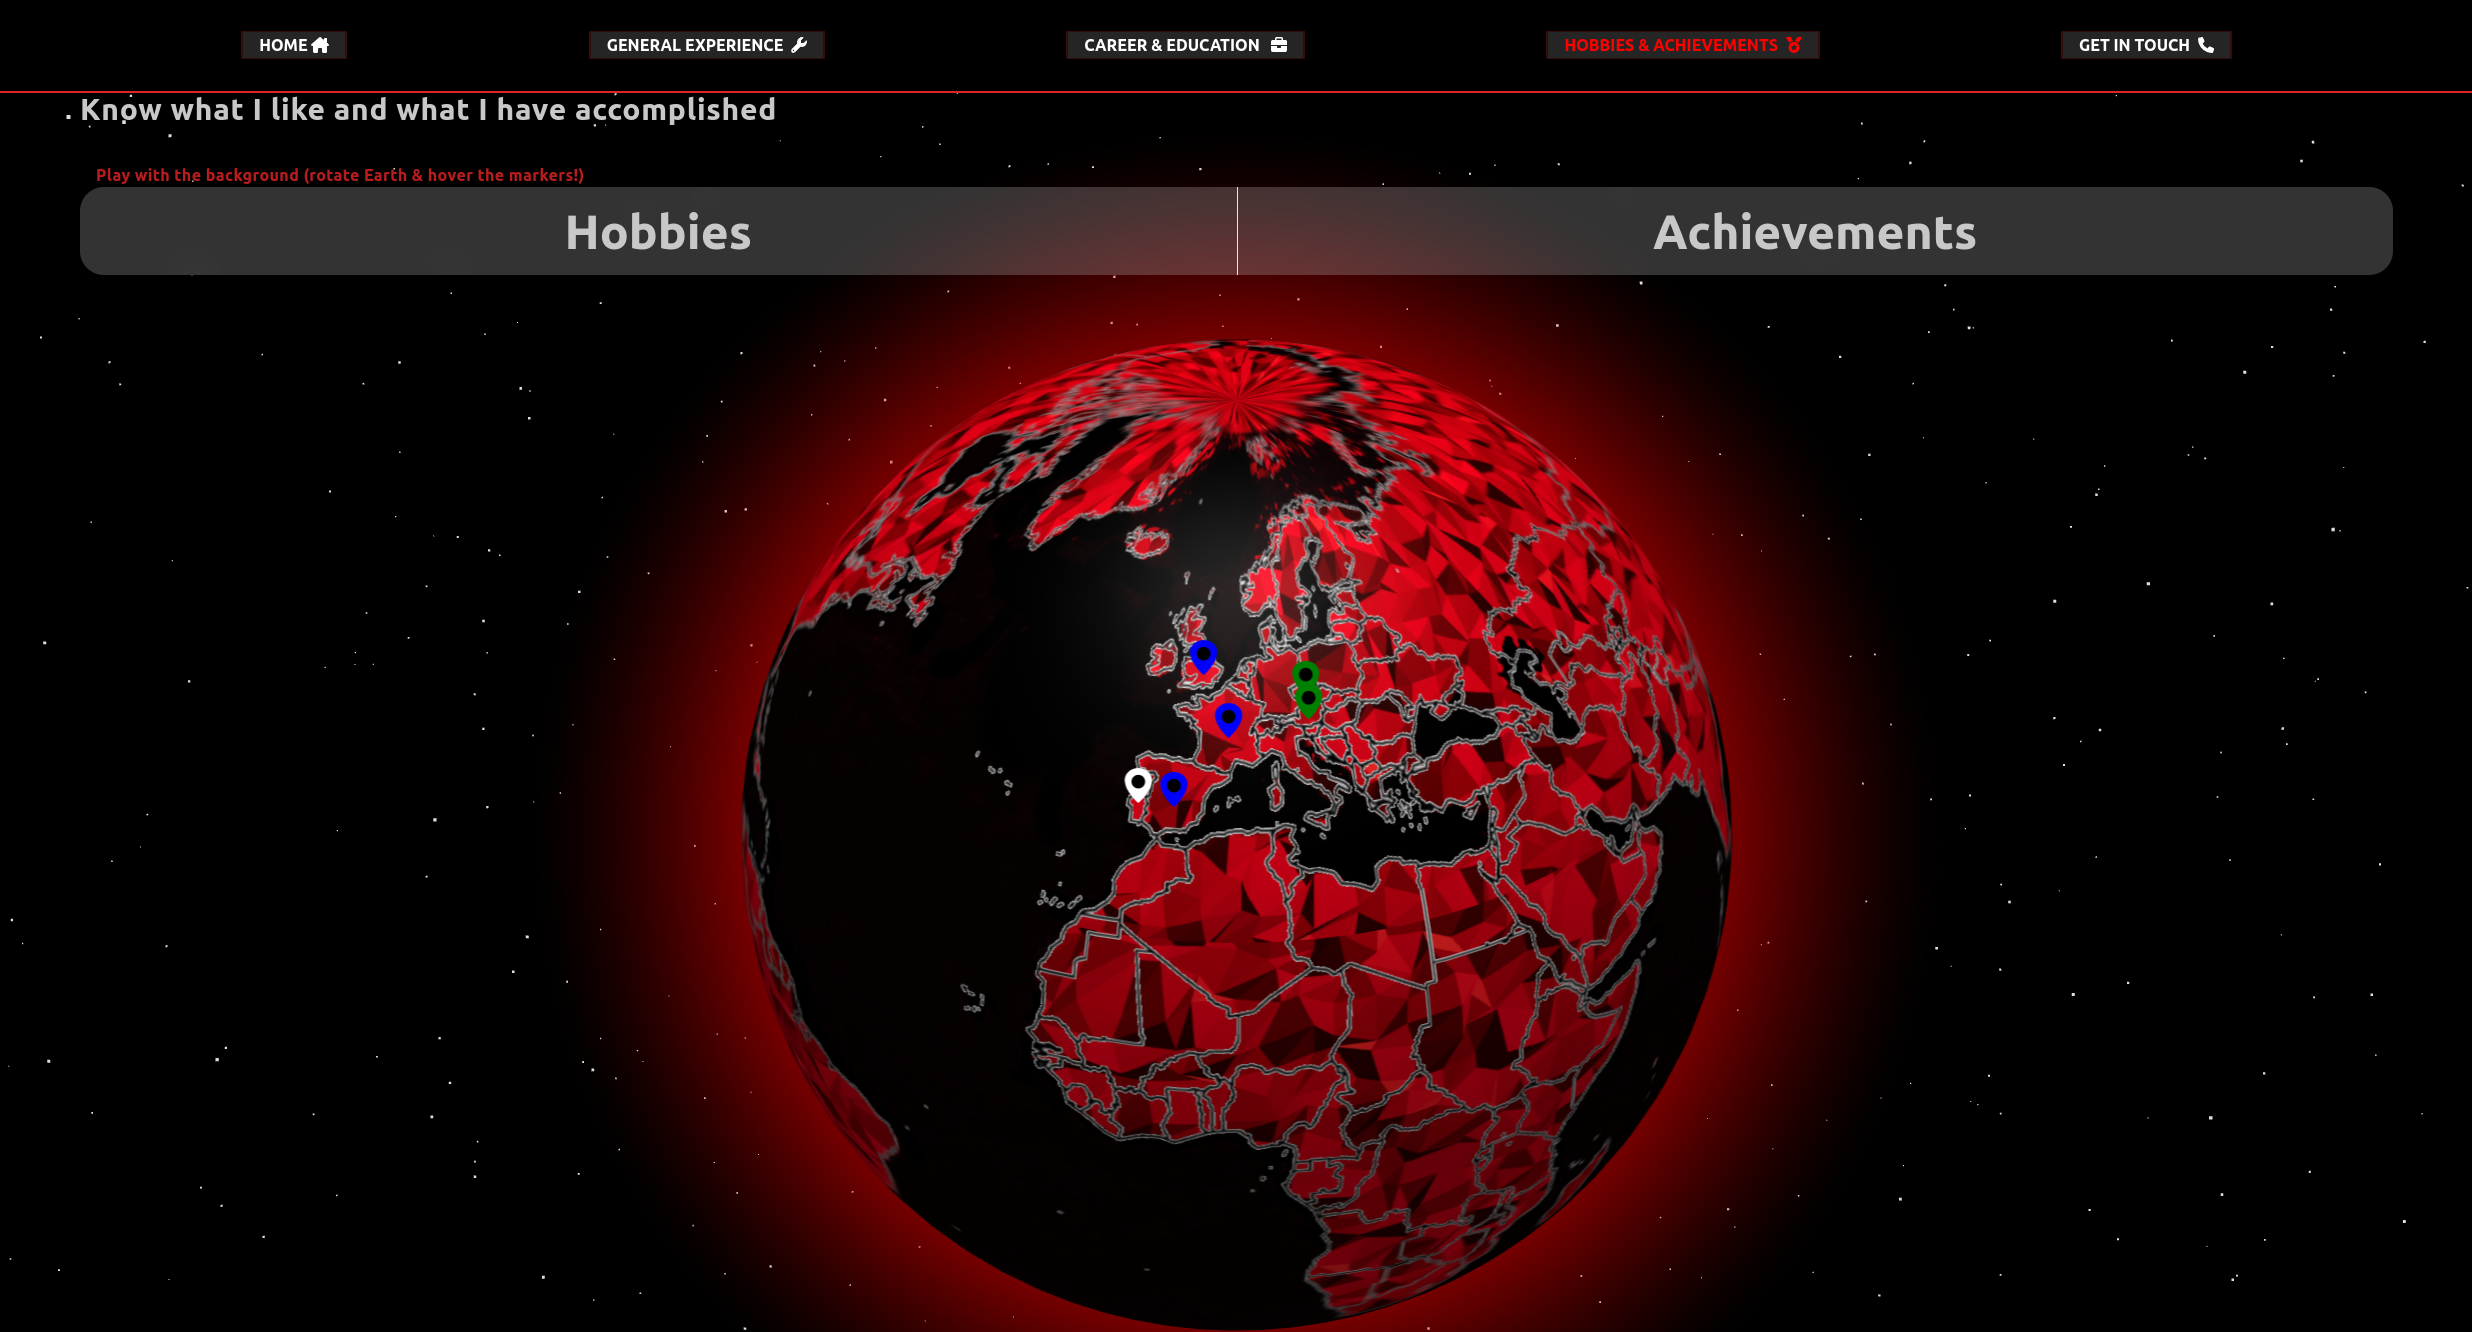 HOME
GENERAL EXPERIENCE
CAREER & EDUCATION
HOBBIES & ACHIEVEMENTS
GET IN TOUCH
Know what I like and what I have accomplished
Play with the background (rotate Earth & hover the markers!)
Hobbies
Achievements